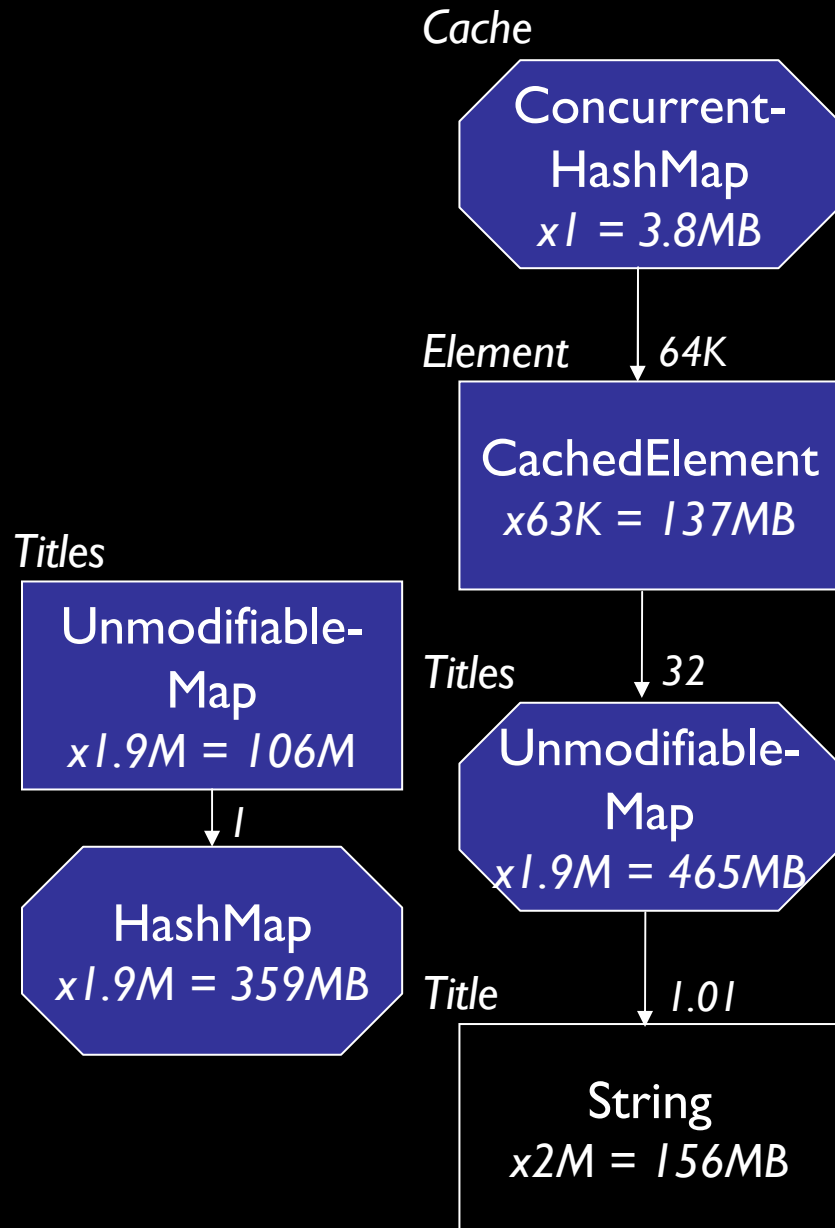 Cache
Concurrent-
HashMap
x1 = 3.8MB
Element
64K
CachedElement
x63K = 137MB
Titles
Unmodifiable-
Map
x1.9M = 106M
1
HashMap
x1.9M = 359MB
Titles
32
Unmodifiable-
Map
x1.9M = 465MB
Title
1.01
String
x2M = 156MB